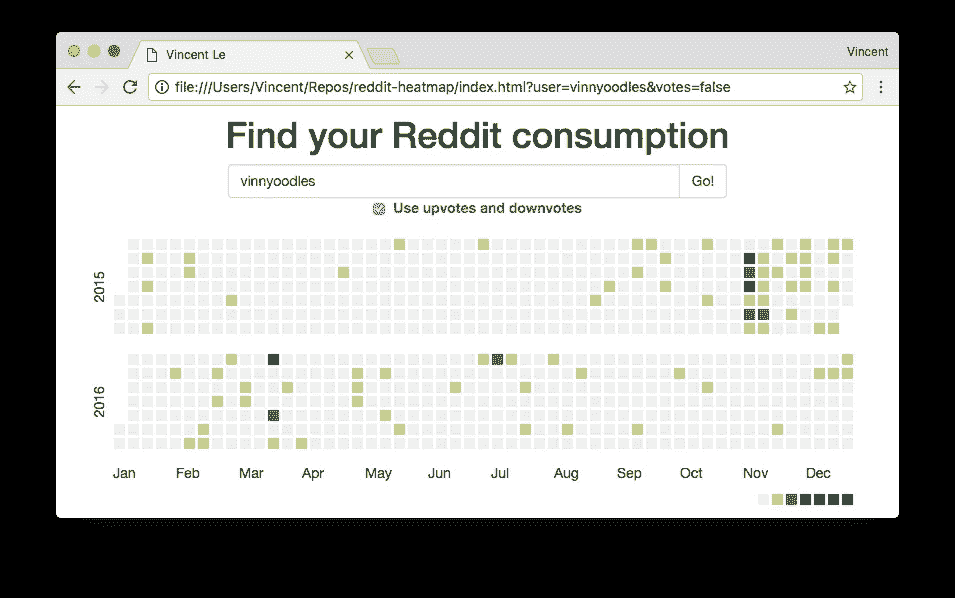 Vincent Le
Vincent
file:///Users/Vincent/Repos/reddit-heatmap/index.html?user=vinnyoodles&votes=false
Find your Reddit consumption
vinnyoodles Go!
Use upvotes and downvotes
2015
2016
Jan Feb Mar Apr May Jun Jul Aug Sep Oct Nov Dec